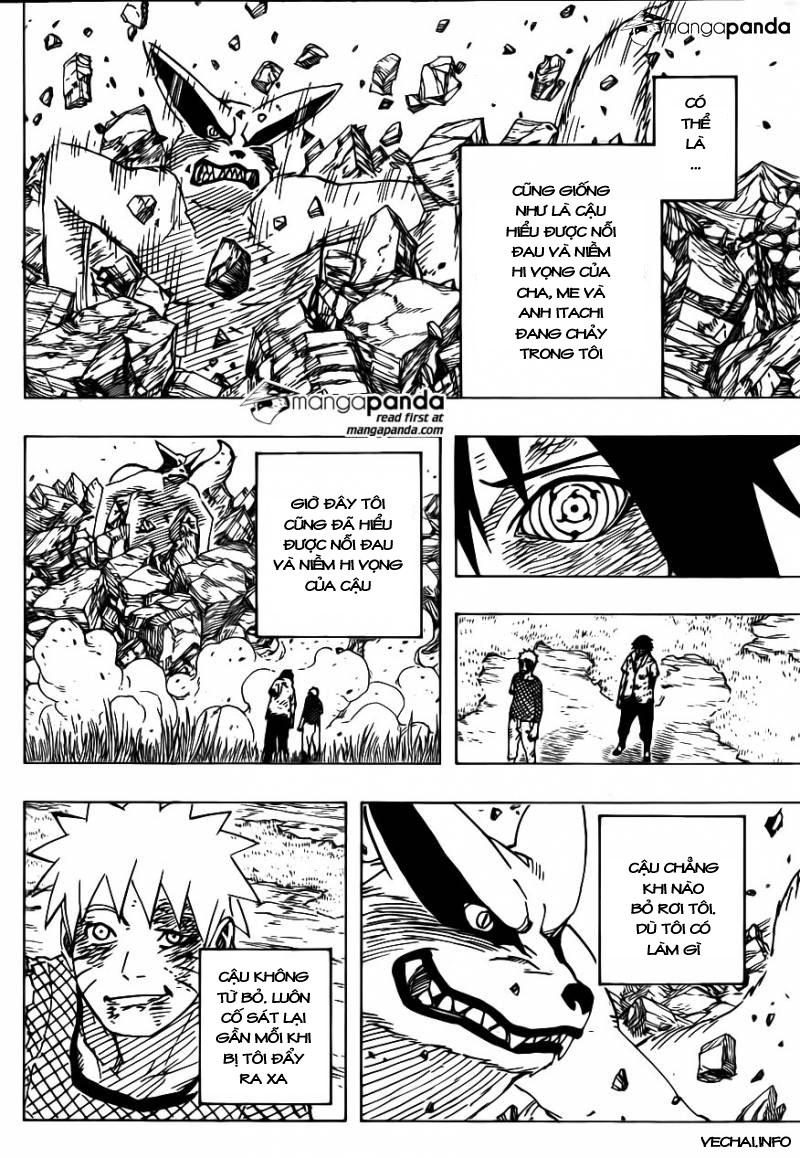 mangapanda
CÓ
THỂ
LÀ
...
CŨNG GIỐNG
NHƯ LÀ CẬU
HIỂU ĐƯỢC NỖI
ĐAU VÀ NIỀM
HI VỌNG CỦA
CHA, MẸ VÀ
ANH ITACHI
ĐANG CHẢY
TRONG TÔI
mangapanda
read first at
mangapanda.com
GIỜ ĐÂY TÔI
CŨNG ĐÃ HIỂU
ĐƯỢC NỖI ĐAU
VÀ NIỀM HI VỌNG
CỦA CẬU
CẬU CHẲNG
KHI NÀO
BỎ RƠI TÔI.
DÙ TÔI CÓ
LÀM GÌ
CẬU KHÔNG
TỪ BỎ, LUÔN
CỐ SÁT LẠI
GẦN MỖI KHI
BỊ TÔI ĐẨY
RA XA
VECHAI.INFO